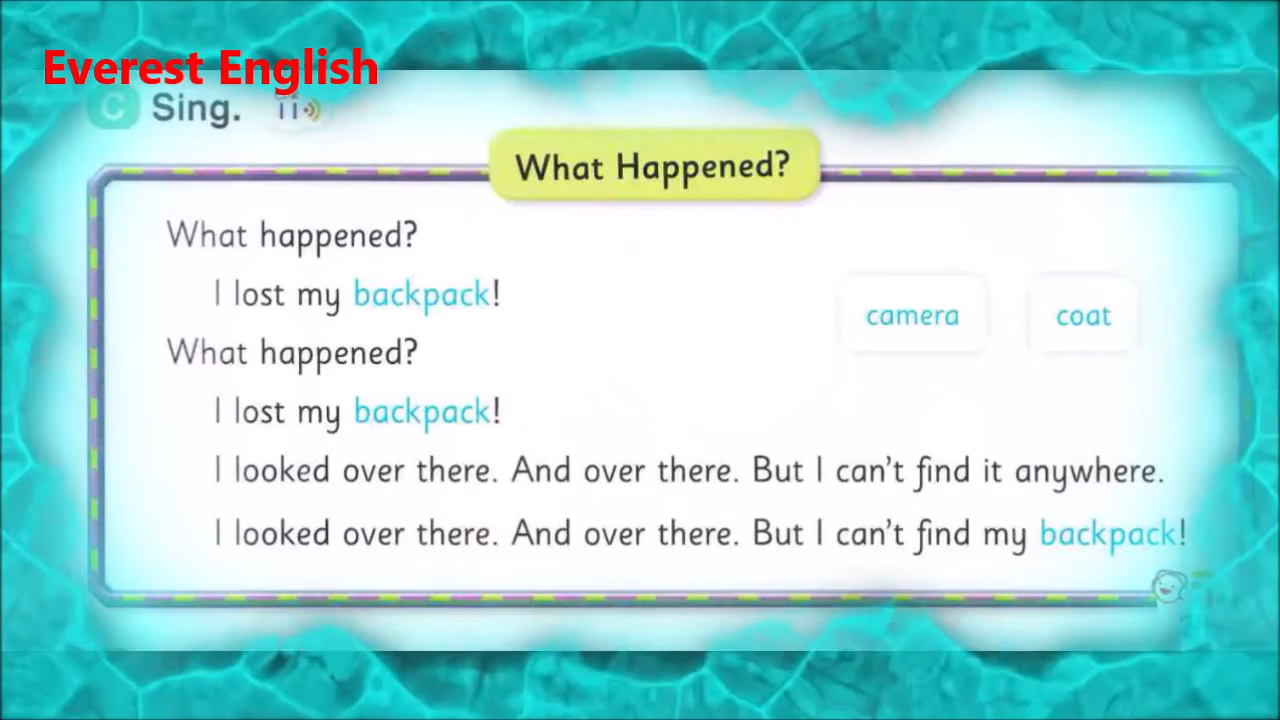 Everest English
C Sing.
What Happened?
What happened?
I lost my backpack!
camera coat
What happened?
I lost my backpack!
I looked over there. And over there. But I can't find it anywhere.
I looked over there. And over there. But I can't find my backpack!